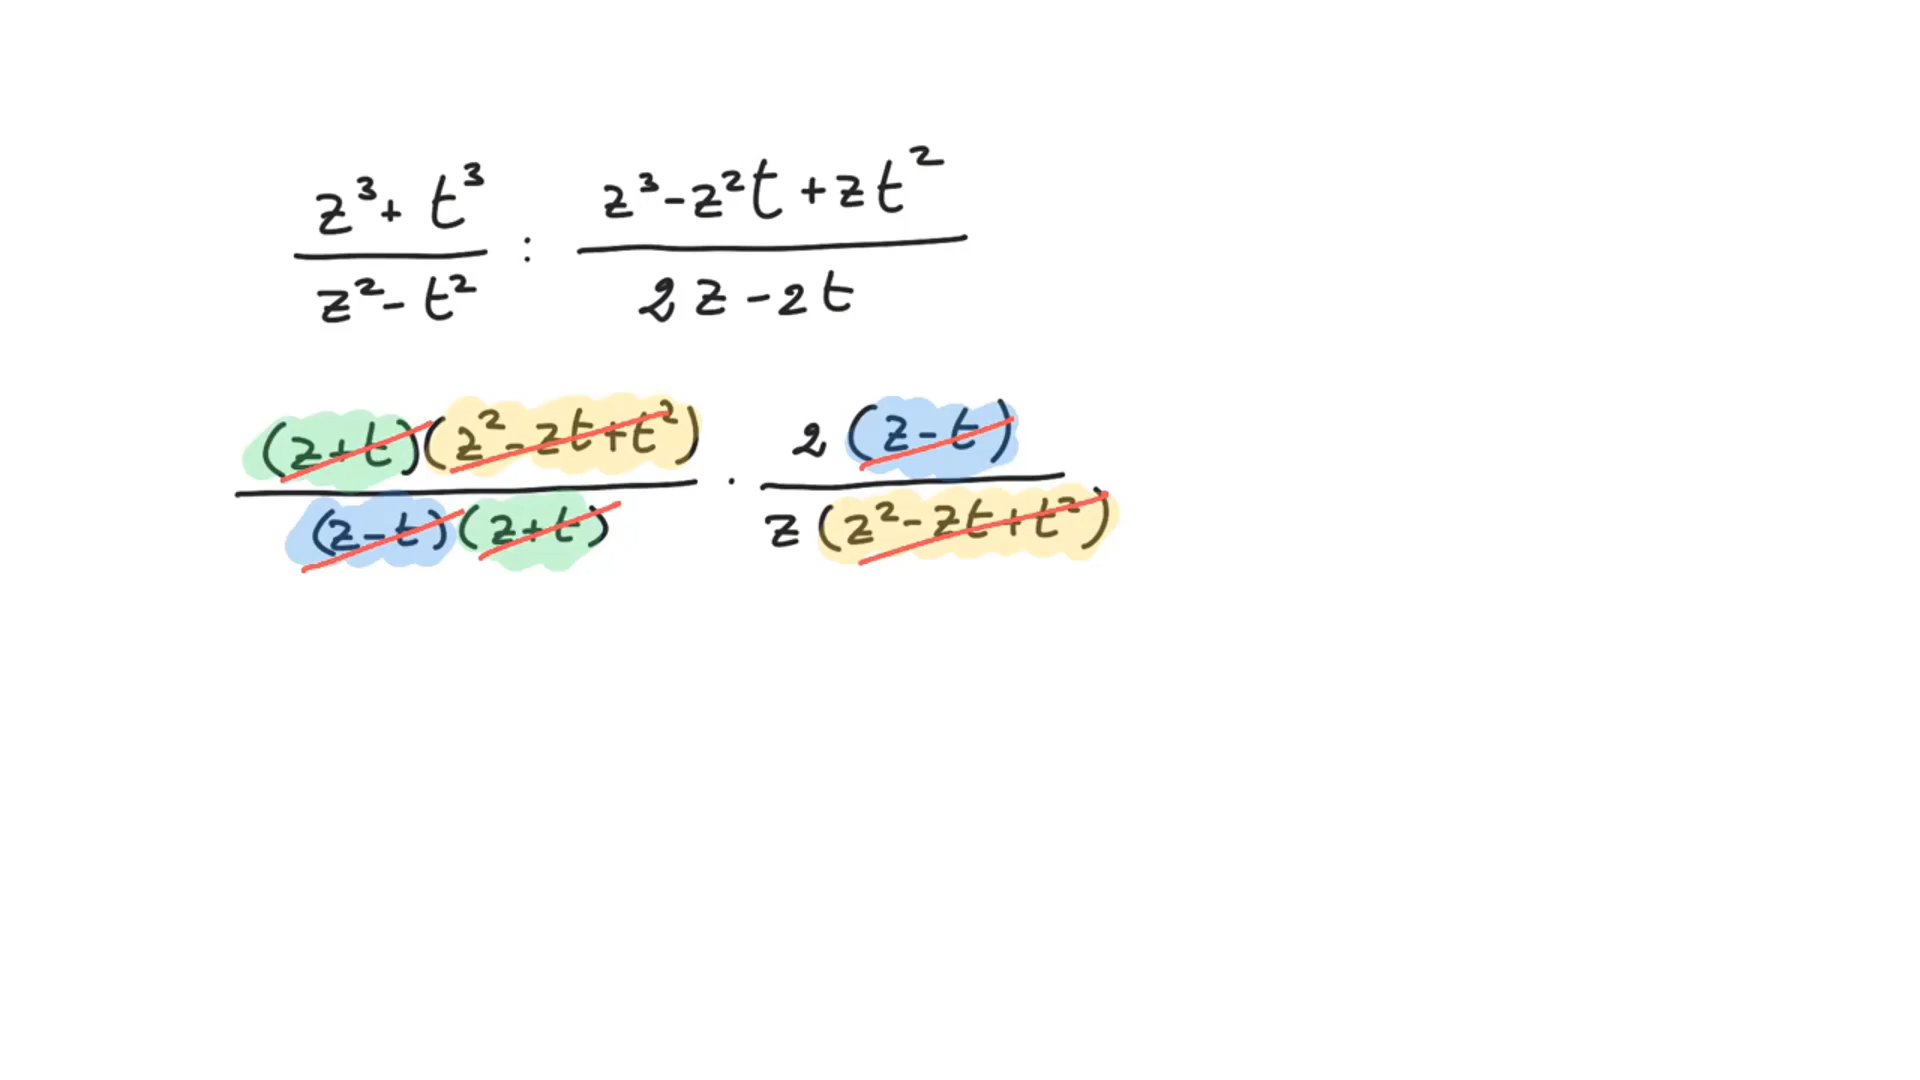 z³ + t³ : z³ - z²t + zt²
z² - t² 2z - 2t
(z+t)(z² - zt + t²) · 2(z-t)
(z-t)(z+t) z(z² - zt + t²)